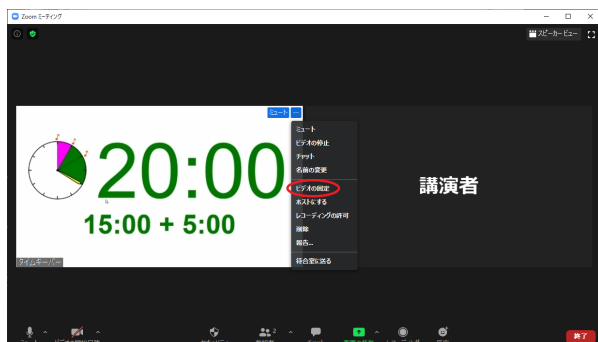 Zoom ミーティング
スピーカー ビュー
ミュート
ミュート
ビデオの停止
チャット
名前の変更
ビデオの固定
ホストにする
レコーディングの許可
削除
報告...
待合室に送る
20:00
15:00 + 5:00
タイムキーパー
講演者
2
終了